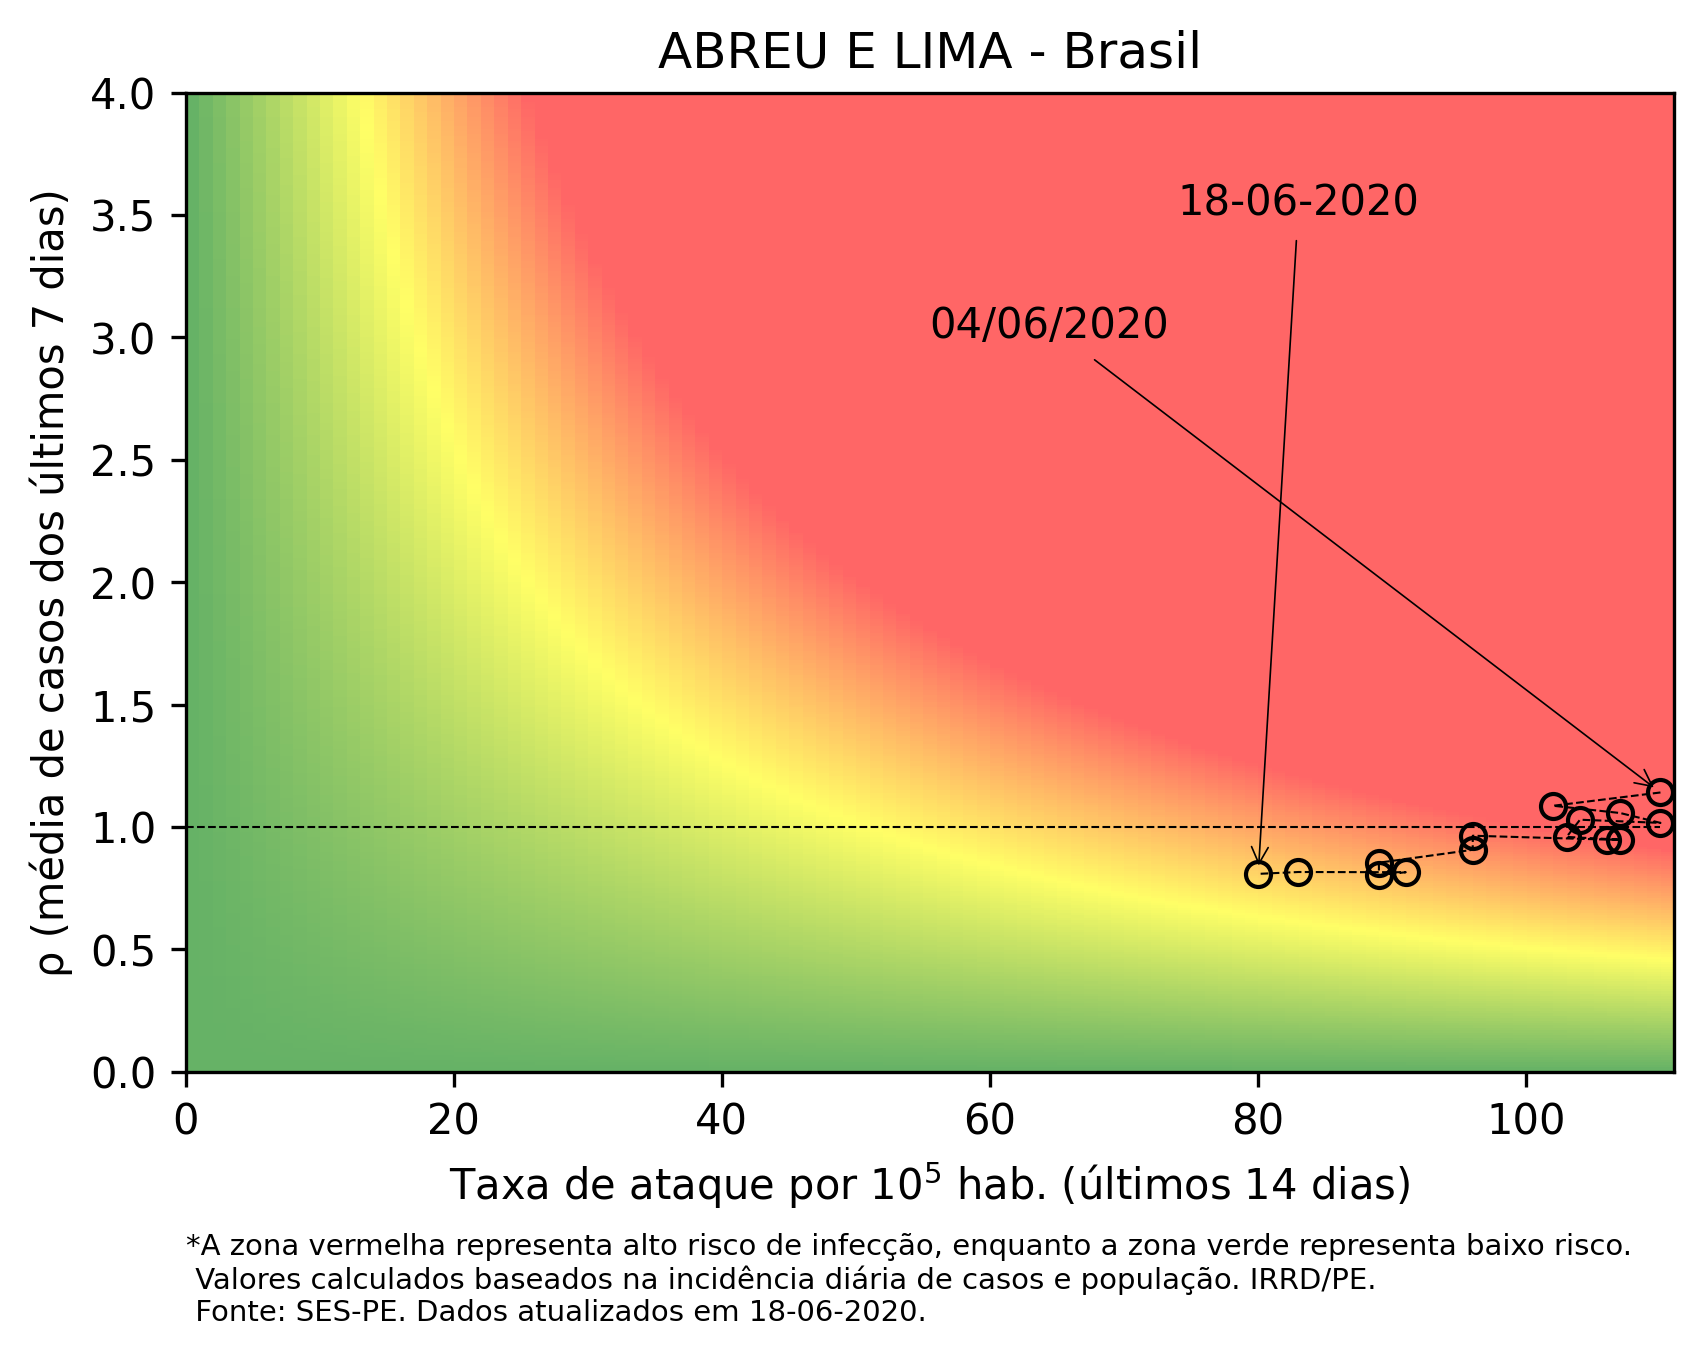 ABREU E LIMA - Brasil
4.0
3.5
3.0
2.5
2.0
1.5
1.0
0.5
0.0
ρ (média de casos dos últimos 7 dias)
18-06-2020
04/06/2020
0 20 40 60 80 100
Taxa de ataque por 10⁵ hab. (últimos 14 dias)
*A zona vermelha representa alto risco de infecção, enquanto a zona verde representa baixo risco.
Valores calculados baseados na incidência diária de casos e população. IRRD/PE.
Fonte: SES-PE. Dados atualizados em 18-06-2020.